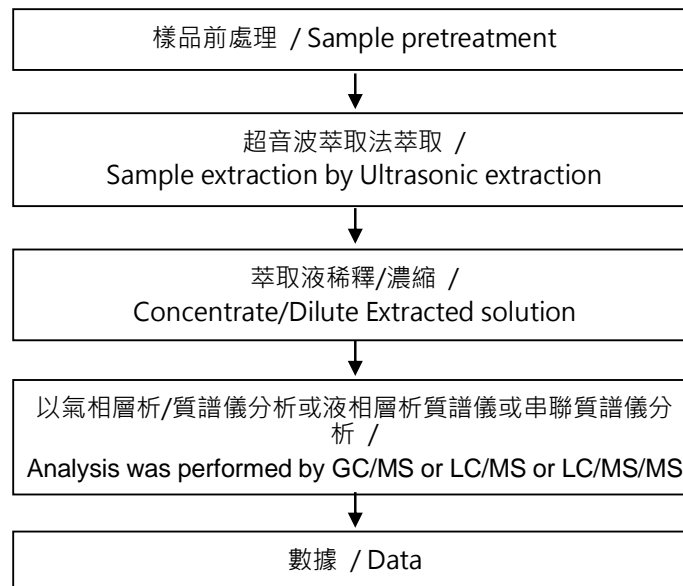 樣品前處理 / Sample pretreatment
超音波萃取法萃取 /
Sample extraction by Ultrasonic extraction
萃取液稀釋/濃縮 /
Concentrate/Dilute Extracted solution
以氣相層析/質譜儀分析或液相層析質譜儀或串聯質譜儀分
析 /
Analysis was performed by GC/MS or LC/MS or LC/MS/MS
數據 / Data